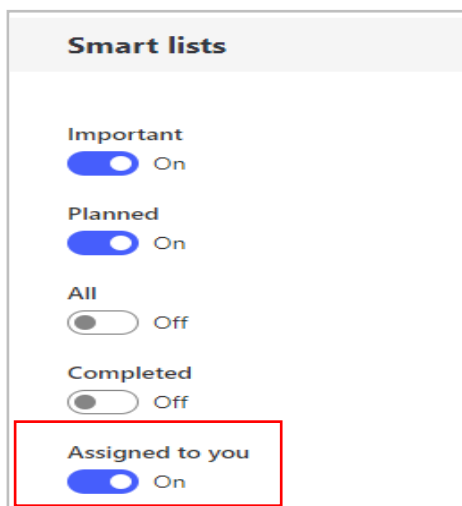 Smart lists
Important
On
Planned
On
All
Off
Completed
Off
Assigned to you
On